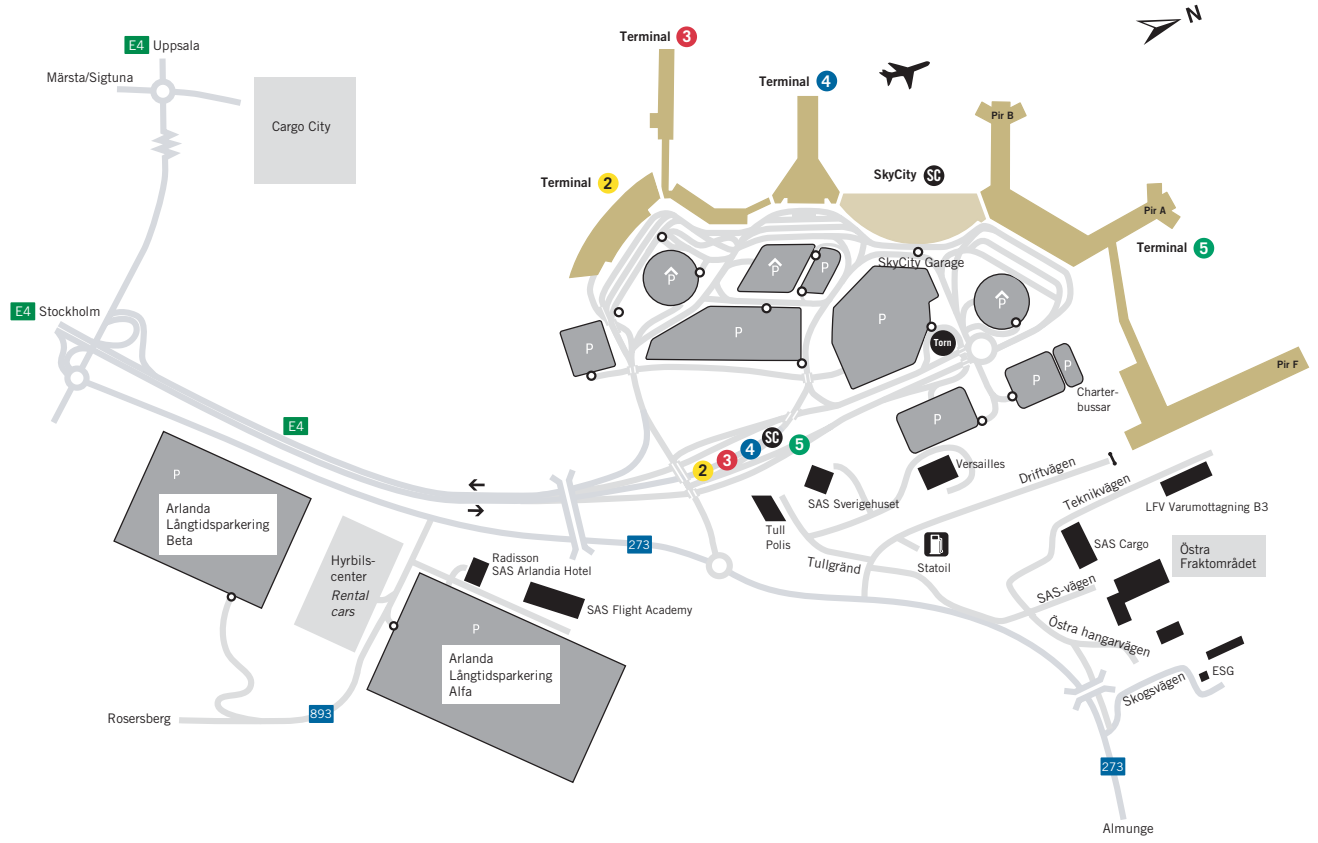 N
Terminal 3
E4 Uppsala
Märsta/Sigtuna
Terminal 4
Cargo City
Pir B
Terminal 2
SkyCity SC
Pir A
Terminal 5
SkyCity Garage
P
P
P
P
E4 Stockholm
P
P
P
Torn
P
P
P
Pir F
Charter-
bussar
P
E4
2
3
4
SC
5
P
Arlanda
Långtidsparkering
Beta
Versailles
Driftvägen
Teknikvägen
SAS Sverigehuset
LFV Varumottagning B3
Tull
Polis
273
SAS Cargo
Östra
Fraktområdet
Hyrbils-
center
Rental
cars
Radisson
SAS Arlandia Hotel
Tullgränd
Statoil
SAS-vägen
SAS Flight Academy
P
Arlanda
Långtidsparkering
Alfa
Östra hangarvägen
ESG
Skogsvägen
Rosersberg
893
273
Almunge